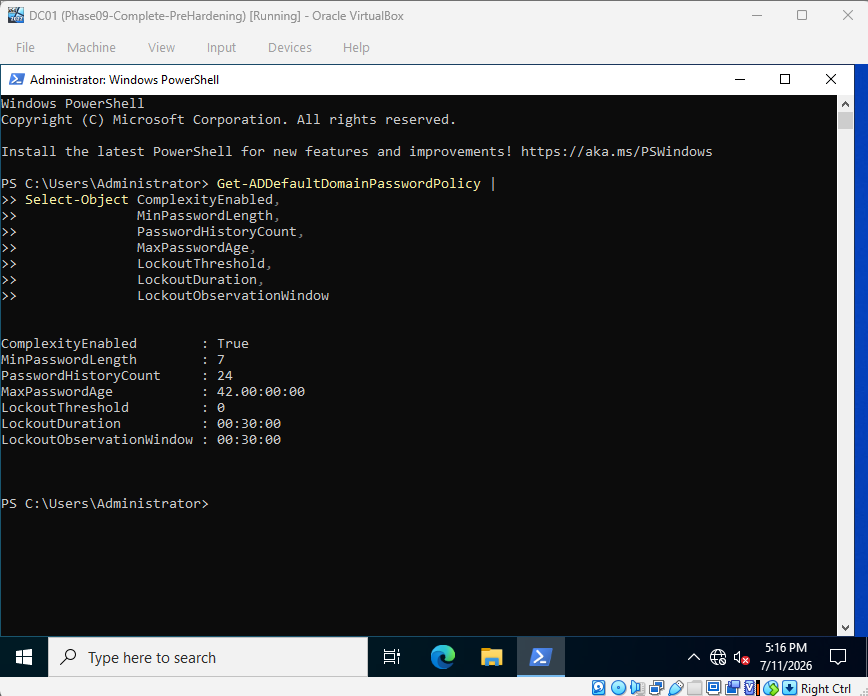 DC01 (Phase09-Complete-PreHardening) [Running] - Oracle VirtualBox
File Machine View Input Devices Help
Administrator: Windows PowerShell
Windows PowerShell
Copyright (C) Microsoft Corporation. All rights reserved.
Install the latest PowerShell for new features and improvements! https://aka.ms/PSWindows
PS C:\Users\Administrator> Get-ADDefaultDomainPasswordPolicy |
>> Select-Object ComplexityEnabled,
>>               MinPasswordLength,
>>               PasswordHistoryCount,
>>               MaxPasswordAge,
>>               LockoutThreshold,
>>               LockoutDuration,
>>               LockoutObservationWindow
ComplexityEnabled        : True
MinPasswordLength        : 7
PasswordHistoryCount     : 24
MaxPasswordAge           : 42.00:00:00
LockoutThreshold         : 0
LockoutDuration          : 00:30:00
LockoutObservationWindow : 00:30:00
PS C:\Users\Administrator>
Type here to search
5:16 PM
7/11/2026
Right Ctrl